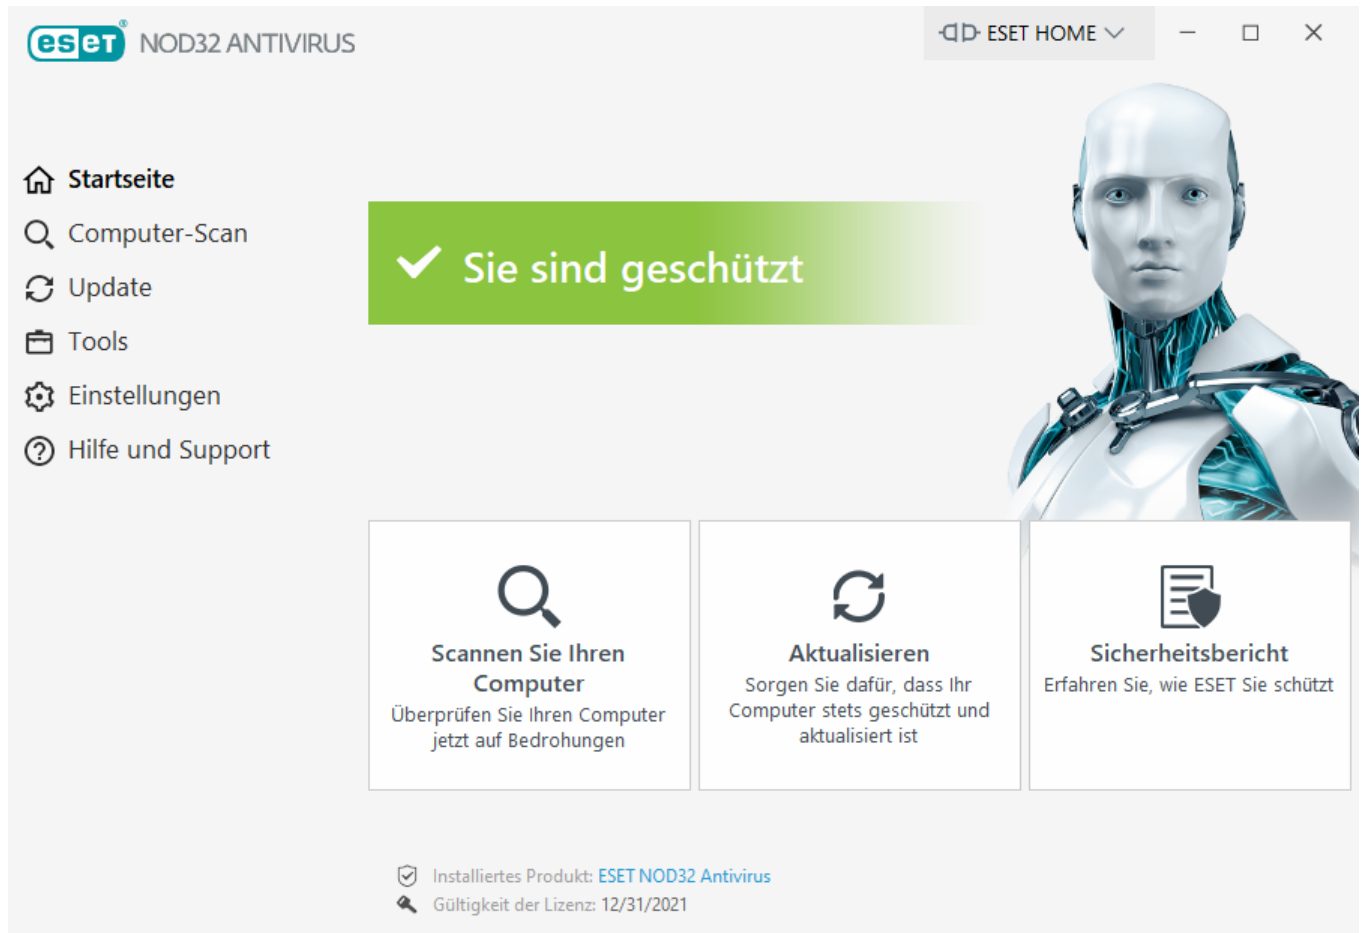 eset® NOD32 ANTIVIRUS
ESET HOME
Startseite
Computer-Scan
Update
Tools
Einstellungen
Hilfe und Support
Sie sind geschützt
Scannen Sie Ihren
Computer
Überprüfen Sie Ihren Computer
jetzt auf Bedrohungen
Aktualisieren
Sorgen Sie dafür, dass Ihr
Computer stets geschützt und
aktualisiert ist
Sicherheitsbericht
Erfahren Sie, wie ESET Sie schützt
Installiertes Produkt: ESET NOD32 Antivirus
Gültigkeit der Lizenz: 12/31/2021